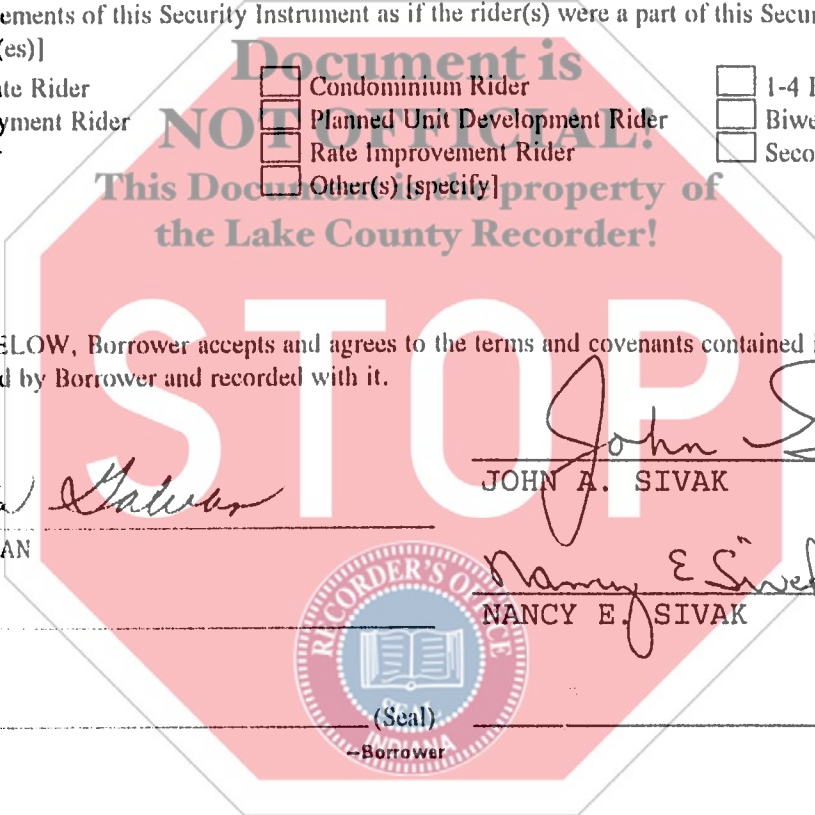 ements of this Security Instrument as if the rider(s) were a part of this Secur
(es)]
Document is
te Rider Condominium Rider 1-4 F
yment Rider Planned Unit Development Rider Biwe
NOT OFFICIAL!
Rate Improvement Rider Seco
This Document is the property of
Other(s) [specify]
the Lake County Recorder!
STOP
ELOW, Borrower accepts and agrees to the terms and covenants contained i
d by Borrower and recorded with it.
John S
JOHN A. SIVAK
Galvan
AN
Nancy E Sivak
NANCY E. SIVAK
RECORDER'S OFFICE
SEAL
INDIANA
(Seal)
--Borrower